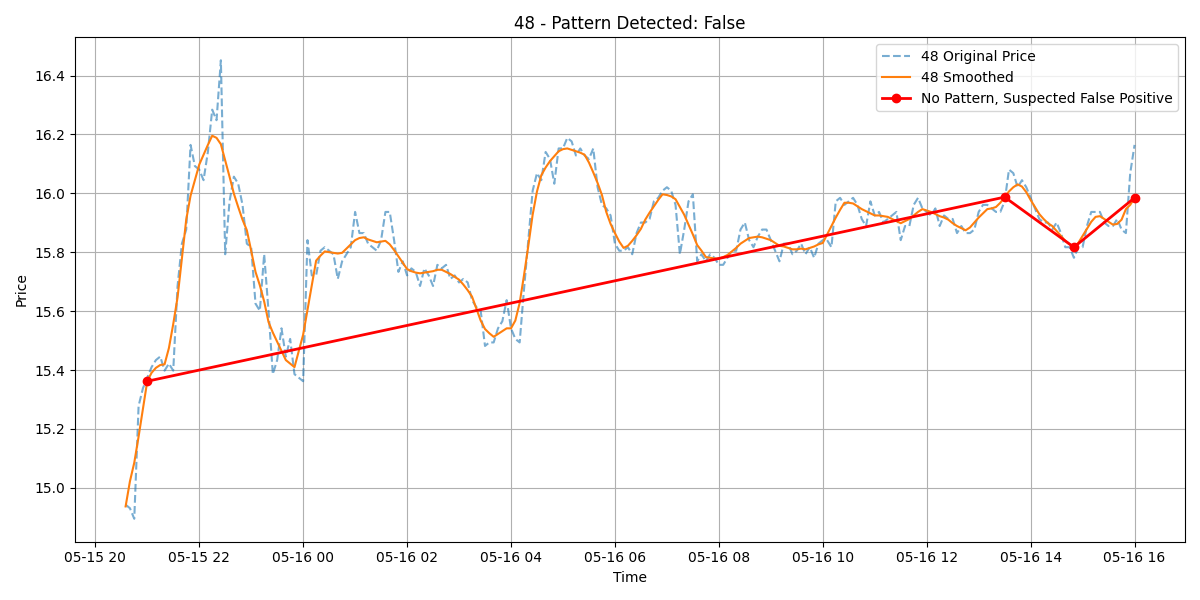 48 - Pattern Detected: False
48 Original Price
48 Smoothed
No Pattern, Suspected False Positive
Price
16.4
16.2
16.0
15.8
15.6
15.4
15.2
15.0
05-15 20 05-15 22 05-16 00 05-16 02 05-16 04 05-16 06 05-16 08 05-16 10 05-16 12 05-16 14 05-16 16
Time